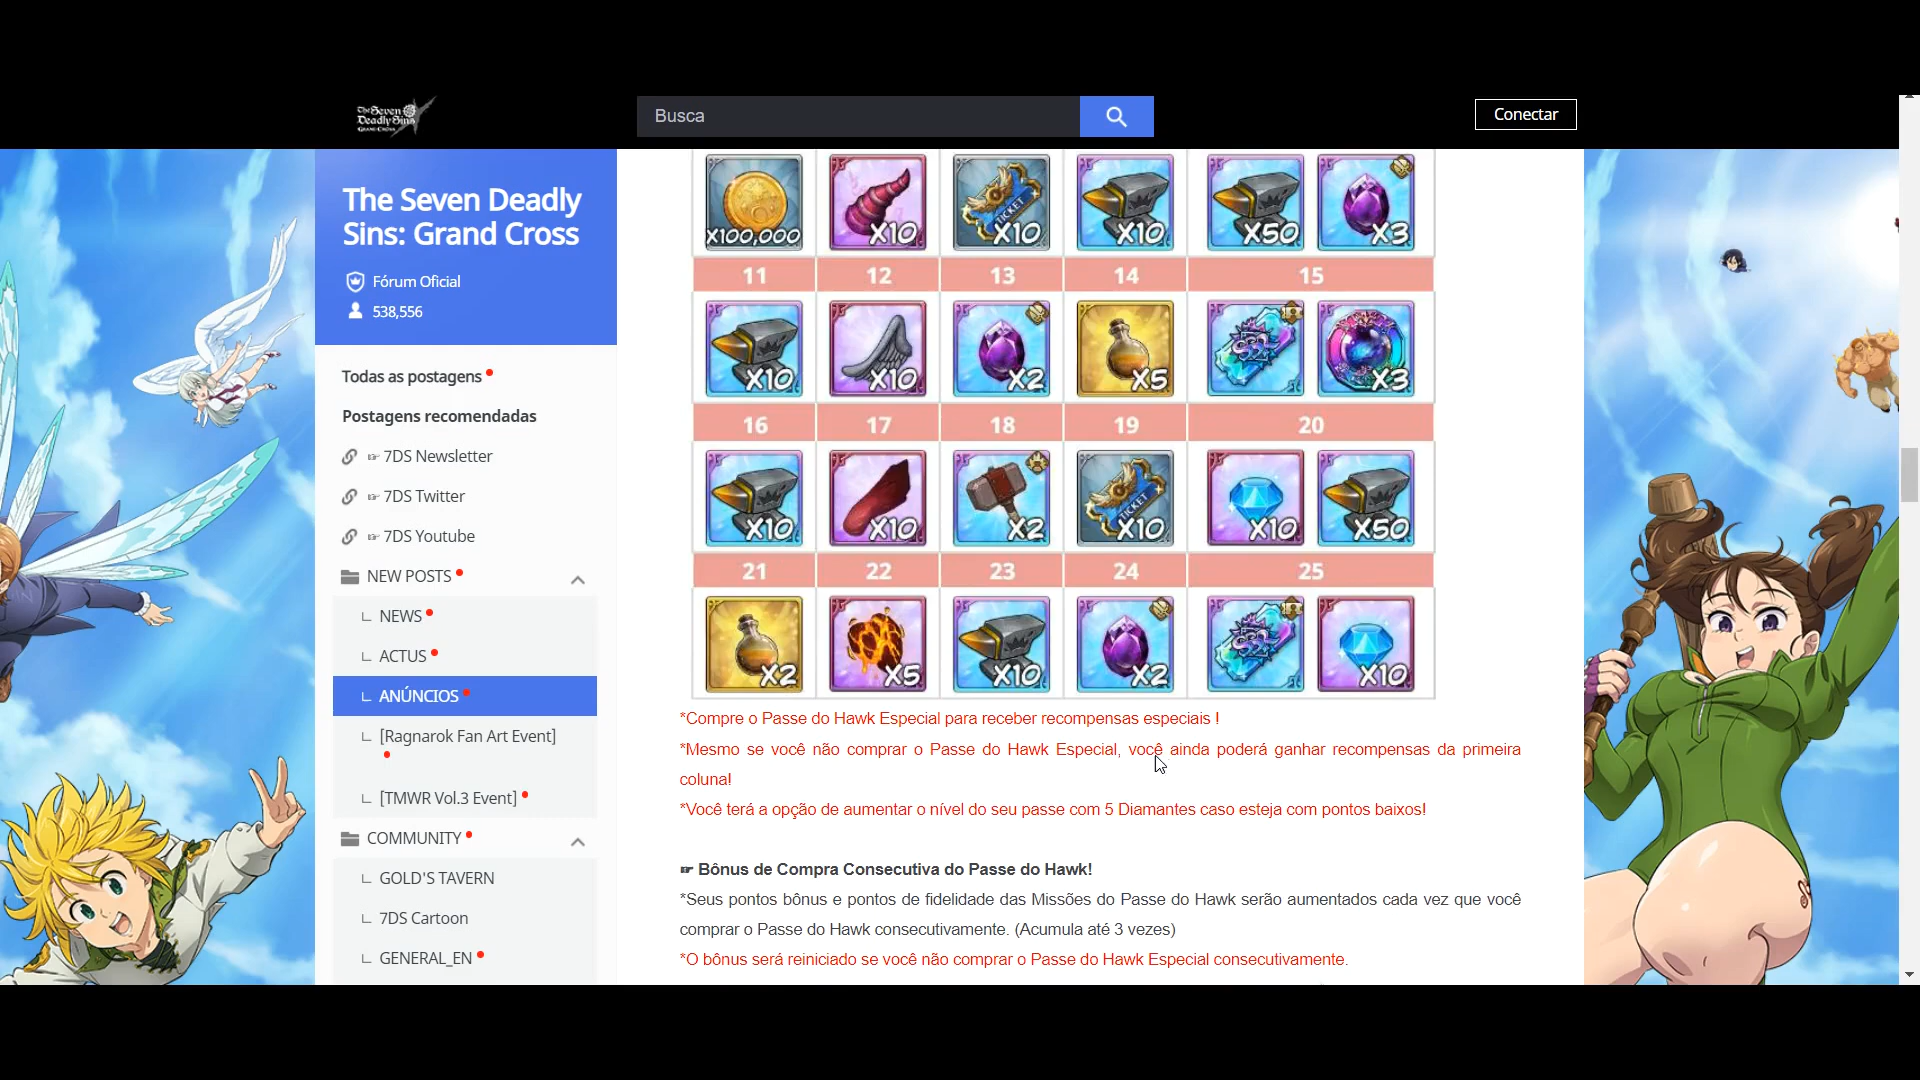 The Seven
Deadly Sins
GRAND CROSS
Busca
Conectar
The Seven Deadly
Sins: Grand Cross
Fórum Oficial
538,556
Todas as postagens
Postagens recomendadas
☞ 7DS Newsletter
☞ 7DS Twitter
☞ 7DS Youtube
NEW POSTS
NEWS
ACTUS
ANÚNCIOS
[Ragnarok Fan Art Event]
[TMWR Vol.3 Event]
COMMUNITY
GOLD'S TAVERN
7DS Cartoon
GENERAL_EN
X100,000 X10 TICKET X10 X10 X50 X3
11 12 13 14 15
X10 X10 X2 X5 X3
16 17 18 19 20
X10 X10 X2 TICKET X10 X10 X50
21 22 23 24 25
X2 X5 X10 X2 X10
*Compre o Passe do Hawk Especial para receber recompensas especiais !
*Mesmo se você não comprar o Passe do Hawk Especial, você ainda poderá ganhar recompensas da primeira
coluna!
*Você terá a opção de aumentar o nível do seu passe com 5 Diamantes caso esteja com pontos baixos!
☞ Bônus de Compra Consecutiva do Passe do Hawk!
*Seus pontos bônus e pontos de fidelidade das Missões do Passe do Hawk serão aumentados cada vez que você
comprar o Passe do Hawk consecutivamente. (Acumula até 3 vezes)
*O bônus será reiniciado se você não comprar o Passe do Hawk Especial consecutivamente.